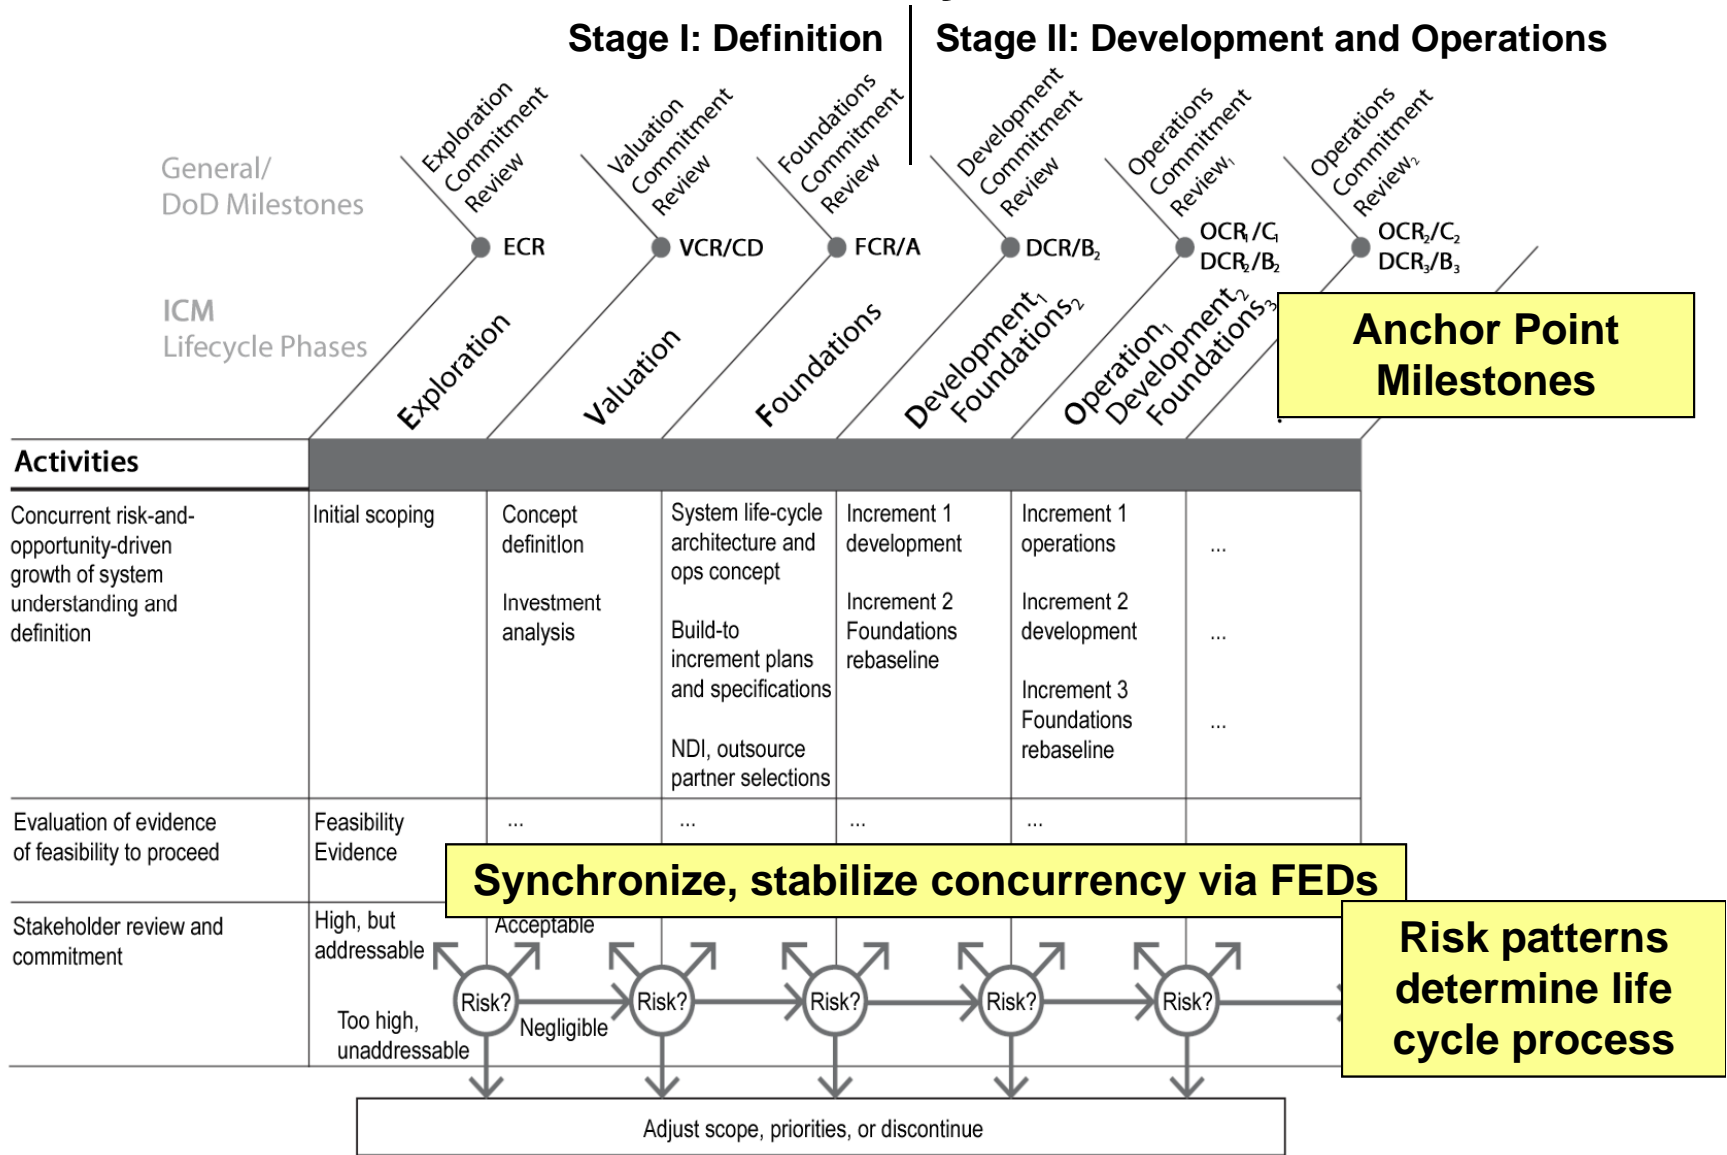 Stage I: Definition
Stage II: Development and Operations
General/
DoD Milestones
Exploration
Commitment
Review
Valuation
Commitment
Review
Foundations
Commitment
Review
Development
Commitment
Review
Operations
Commitment
Review₁
Operations
Commitment
Review₂
ECR
VCR/CD
FCR/A
DCR/B₂
OCR₁/C₁
DCR₂/B₂
OCR₂/C₂
DCR₃/B₃
ICM
Lifecycle Phases
Exploration
Valuation
Foundations
Development₁
Foundations₂
Operation₁
Development₂
Foundations₃
Anchor Point
Milestones
Activities
Concurrent risk-and-
opportunity-driven
growth of system
understanding and
definition
Initial scoping
Concept
definition
Investment
analysis
System life-cycle
architecture and
ops concept
Build-to
increment plans
and specifications
NDI, outsource
partner selections
Increment 1
development
Increment 2
Foundations
rebaseline
Increment 1
operations
Increment 2
development
Increment 3
Foundations
rebaseline
...
...
...
Evaluation of evidence
of feasibility to proceed
Feasibility
Evidence
...
...
...
...
Synchronize, stabilize concurrency via FEDs
Stakeholder review and
commitment
High, but
addressable
Acceptable
Too high,
unaddressable
Negligible
Risk?
Risk?
Risk?
Risk?
Risk?
Risk patterns
determine life
cycle process
Adjust scope, priorities, or discontinue